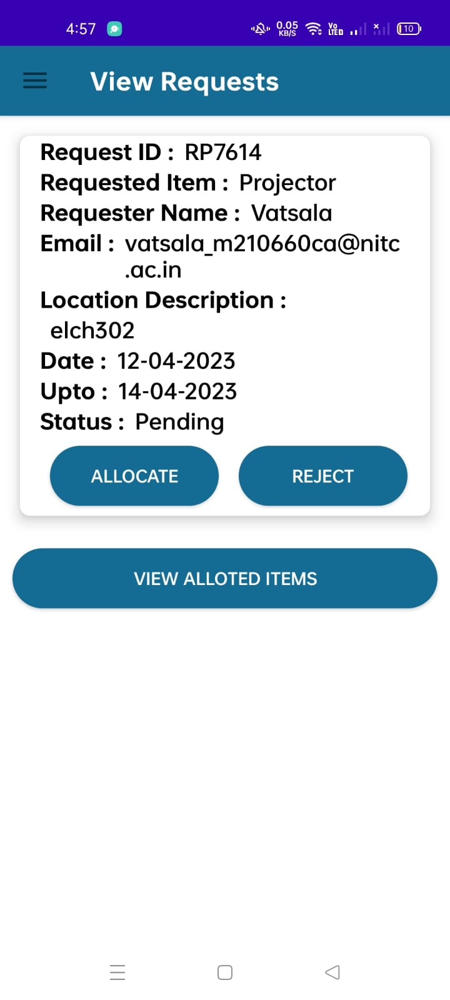 4:57 0.05 KB/S Vo LTE 10
View Requests
Request ID : RP7614
Requested Item : Projector
Requester Name : Vatsala
Email : vatsala_m210660ca@nitc
.ac.in
Location Description :
elch302
Date : 12-04-2023
Upto : 14-04-2023
Status : Pending
ALLOCATE REJECT
VIEW ALLOTED ITEMS